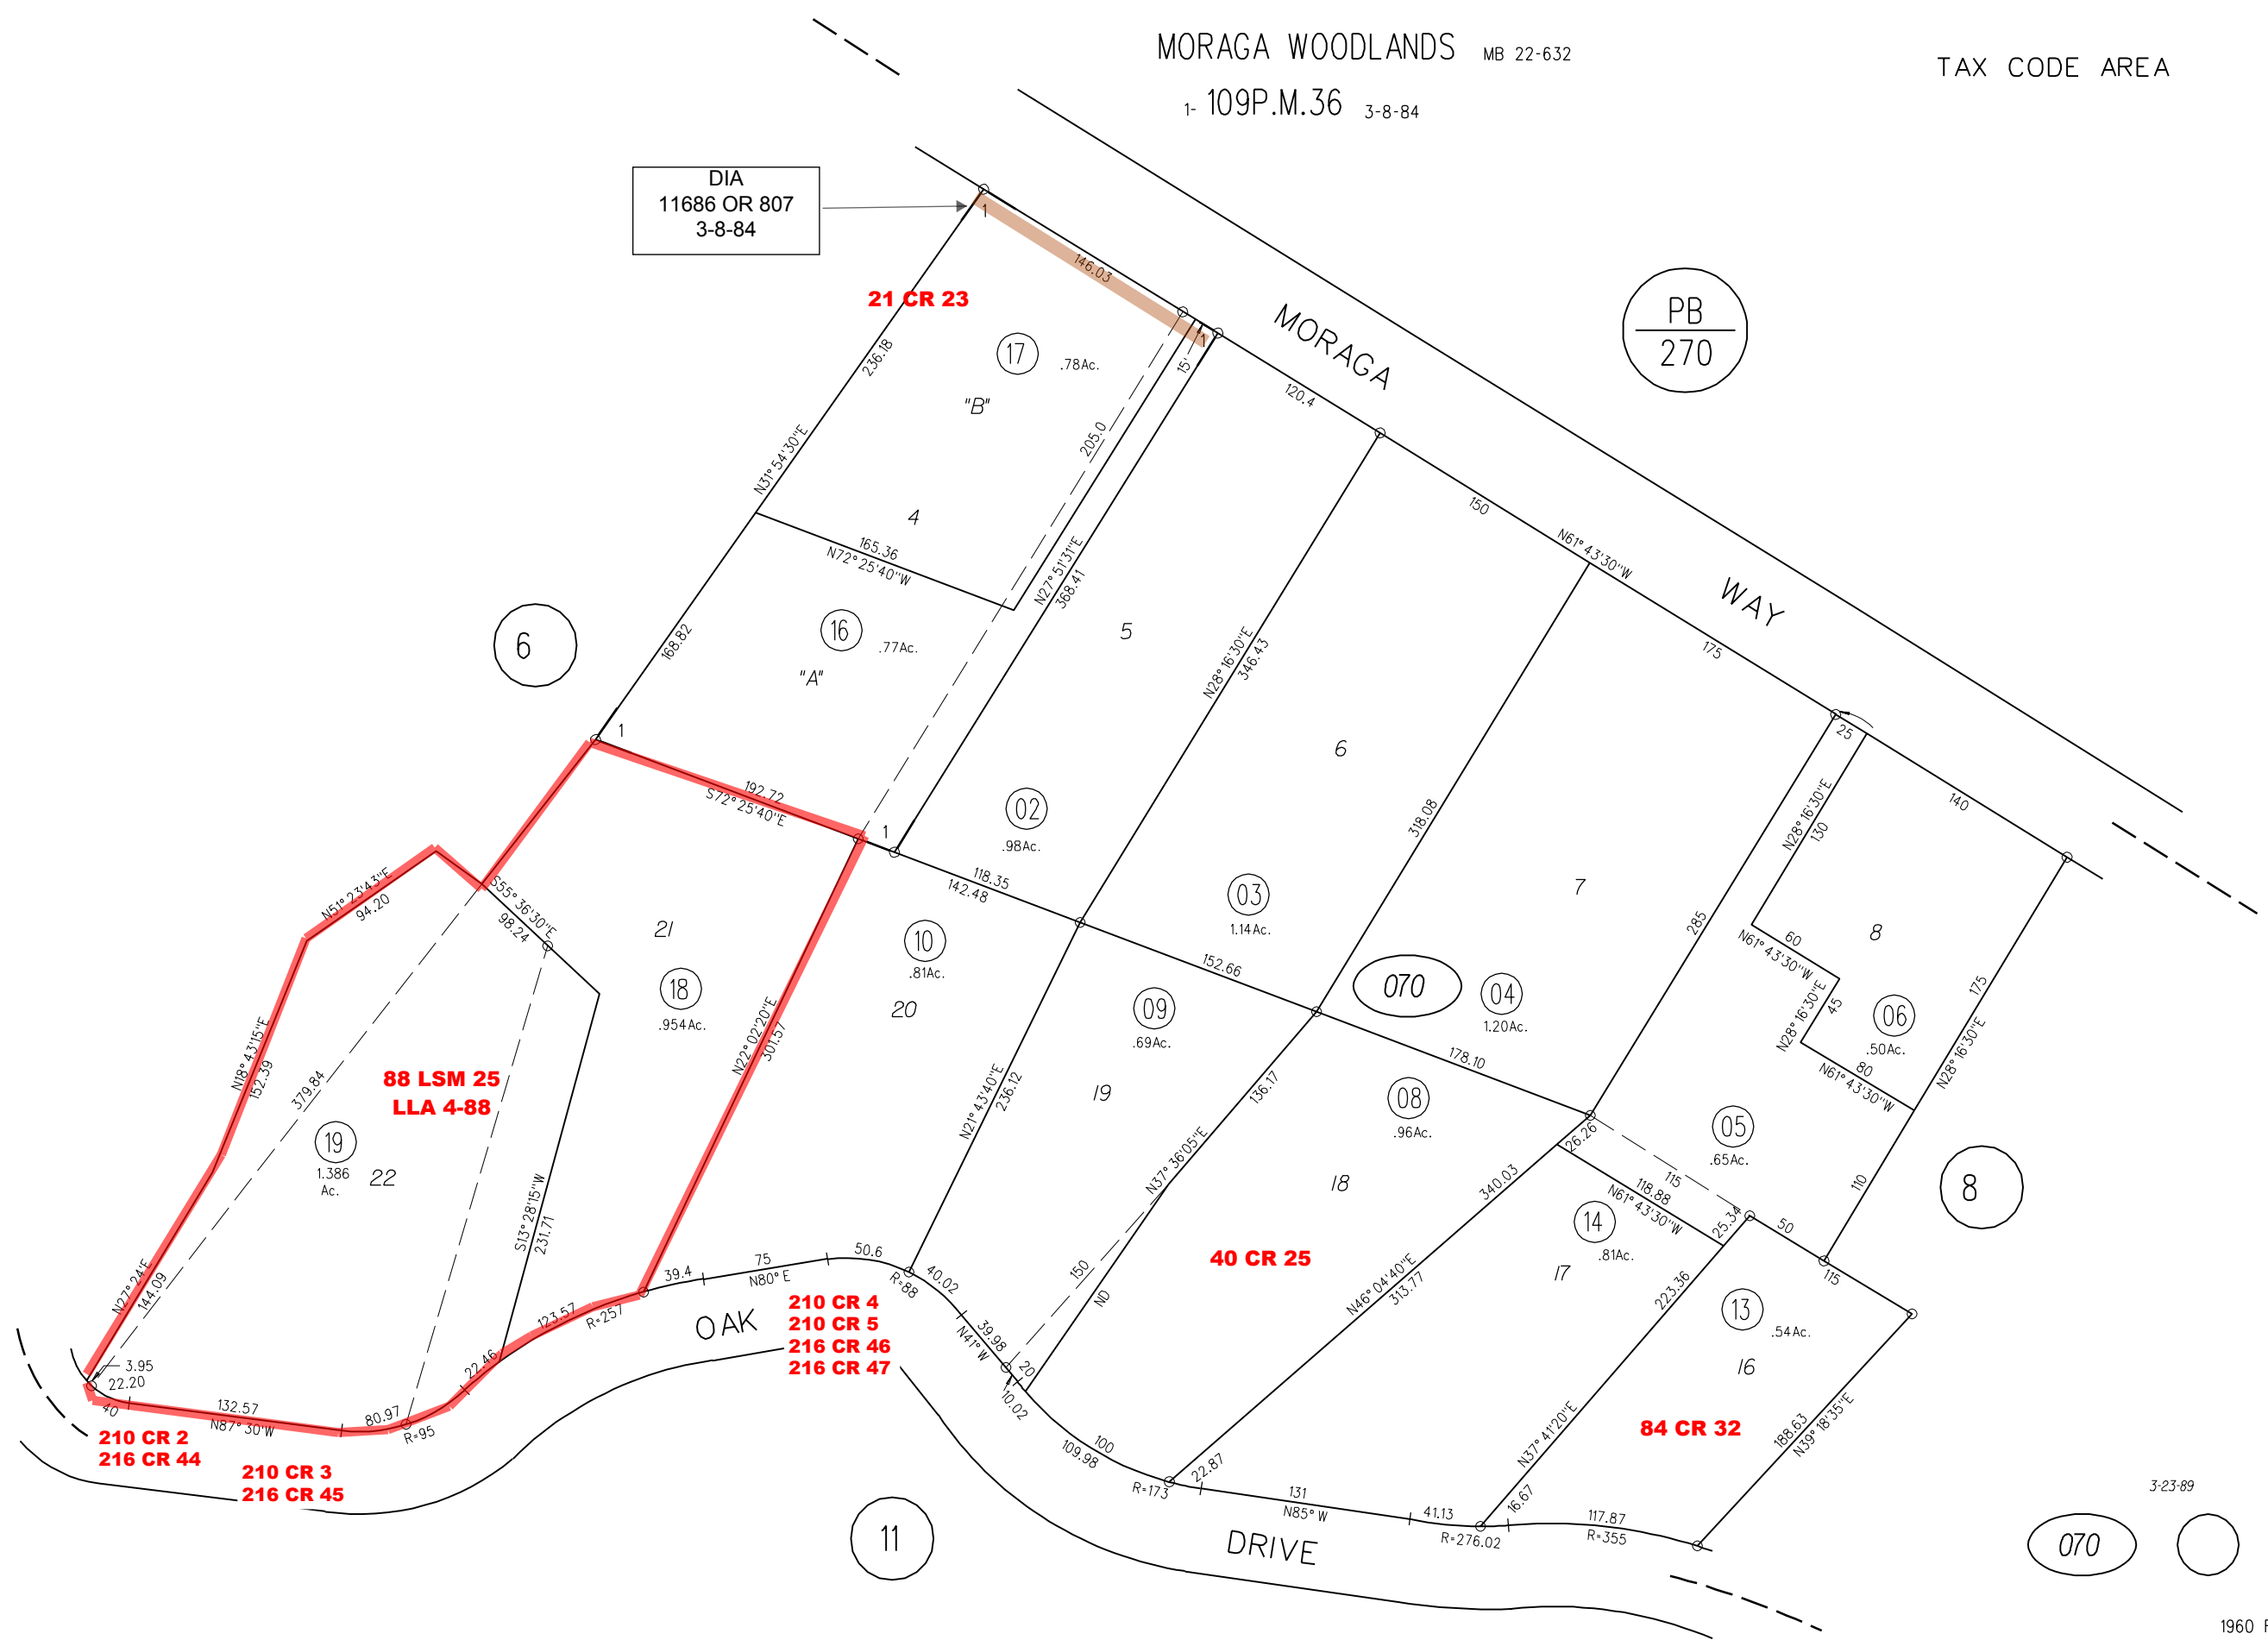 MORAGA WOODLANDS MB 22-632
1- 109P.M.36 3-8-84
TAX CODE AREA
DIA
11686 OR 807
3-8-84
1
146.03
21 CR 23
MORAGA
PB
270
17
.78Ac.
"B"
236.18
15'
1
120.4
205.0
N31° 54'30"E
4
165.36
N72° 25'40"W
150
N61° 43'30"W
WAY
N27° 51'31"E
368.41
5
6
168.82
16
.77Ac.
"A"
N28° 16'30"E
346.43
175
1
6
25
192.72
S72° 25'40"E
02
.98Ac.
1
318.08
N28° 16'30"E
130
140
7
118.35
142.48
03
1.14Ac.
N51° 23'43"E
94.20
S55° 36'30"E
98.24
21
10
.81Ac.
20
152.66
285
60
N61° 43'30"W
8
18
.954Ac.
070
04
1.20Ac.
09
.69Ac.
N28° 16'30"E
45
175
06
.50Ac.
N22° 02'20"E
301.57
N18° 43'15"E
152.39
379.84
88 LSM 25
LLA 4-88
178.10
80
N61° 43'30"W
N28° 16'30"E
N21° 43'40"E
236.12
19
136.17
08
.96Ac.
26.26
05
.65Ac.
19
1.386
Ac.
22
N37° 36'05"E
18
340.03
115
118.88
N61° 43'30"W
110
8
S13° 28'15"W
231.71
14
.81Ac.
25.34
50
115
N27° 24'E
144.09
50.6
75
N80° E
39.4
R=88
40.02
150
ND
40 CR 25
N46° 04'40"E
313.77
17
223.36
13
.54Ac.
16
123.57
R=257
OAK
210 CR 4
210 CR 5
216 CR 46
216 CR 47
39.98
N41° W
20
10.02
3.95
22.20
40
132.57
N87° 30'W
80.97
R=95
22.46
210 CR 2
216 CR 44
210 CR 3
216 CR 45
100
109.98
R=173
22.87
131
N85° W
N37° 41'20"E
84 CR 32
188.63
N39° 18'35"E
16.67
41.13
R=276.02
117.87
R=355
11
DRIVE
3-23-89
070
1960